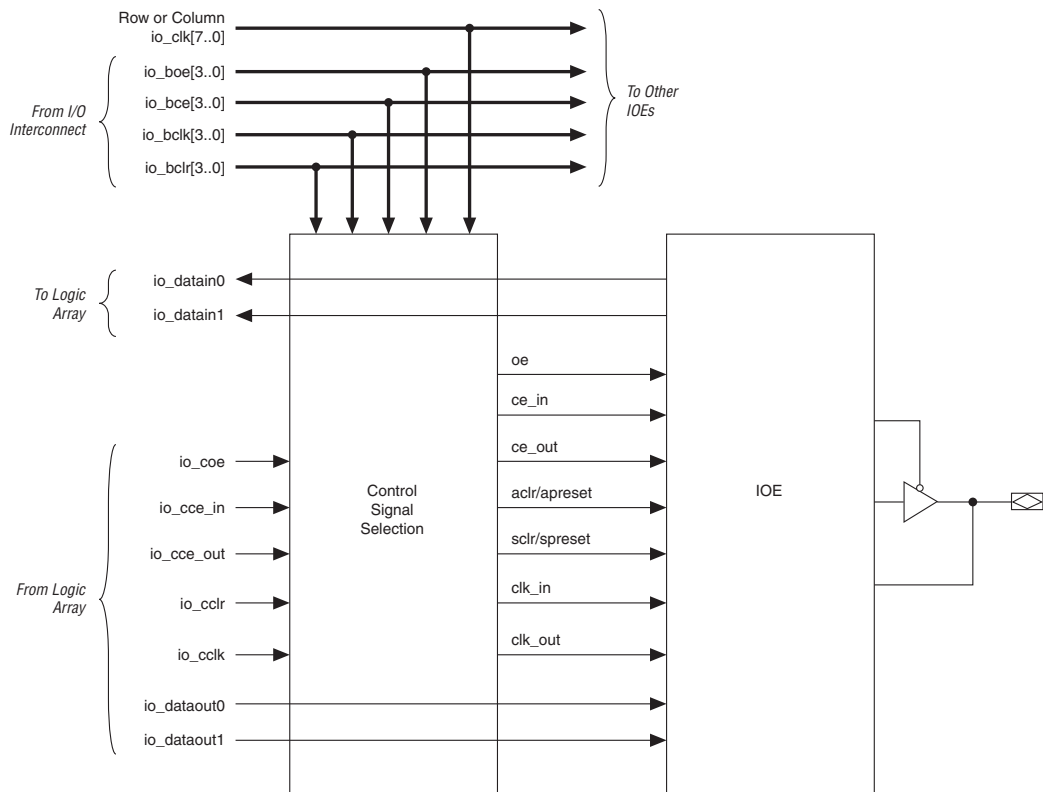 Row or Column
io_clk[7..0]
io_boe[3..0]
io_bce[3..0]
io_bclk[3..0]
io_bclr[3..0]
From I/O
Interconnect
To Other
IOEs
io_datain0
io_datain1
To Logic
Array
oe
ce_in
ce_out
aclr/apreset
sclr/spreset
clk_in
clk_out
io_coe
io_cce_in
io_cce_out
io_cclr
io_cclk
io_dataout0
io_dataout1
From Logic
Array
Control
Signal
Selection
IOE